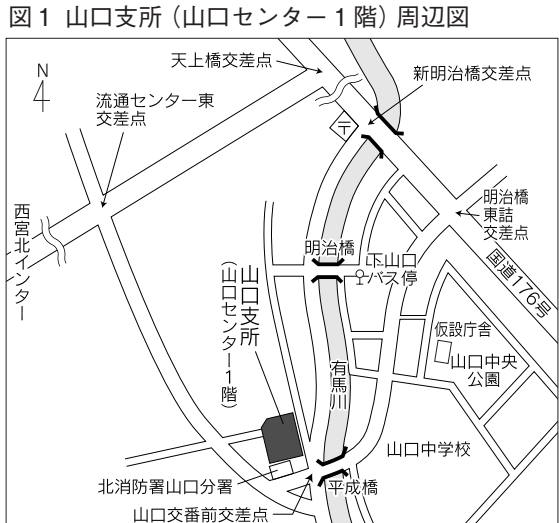 図1 山口支所（山口センター1階）周辺図
天上橋交差点
N
新明治橋交差点
流通センター東
交差点
〒
明治橋
東詰
交差点
西宮北インター
明治橋
下山口
バス停
国道176号
山口支所
（山口センター1階）
仮設庁舎
山口中央
公園
有馬川
山口中学校
北消防署山口分署
平成橋
山口交番前交差点